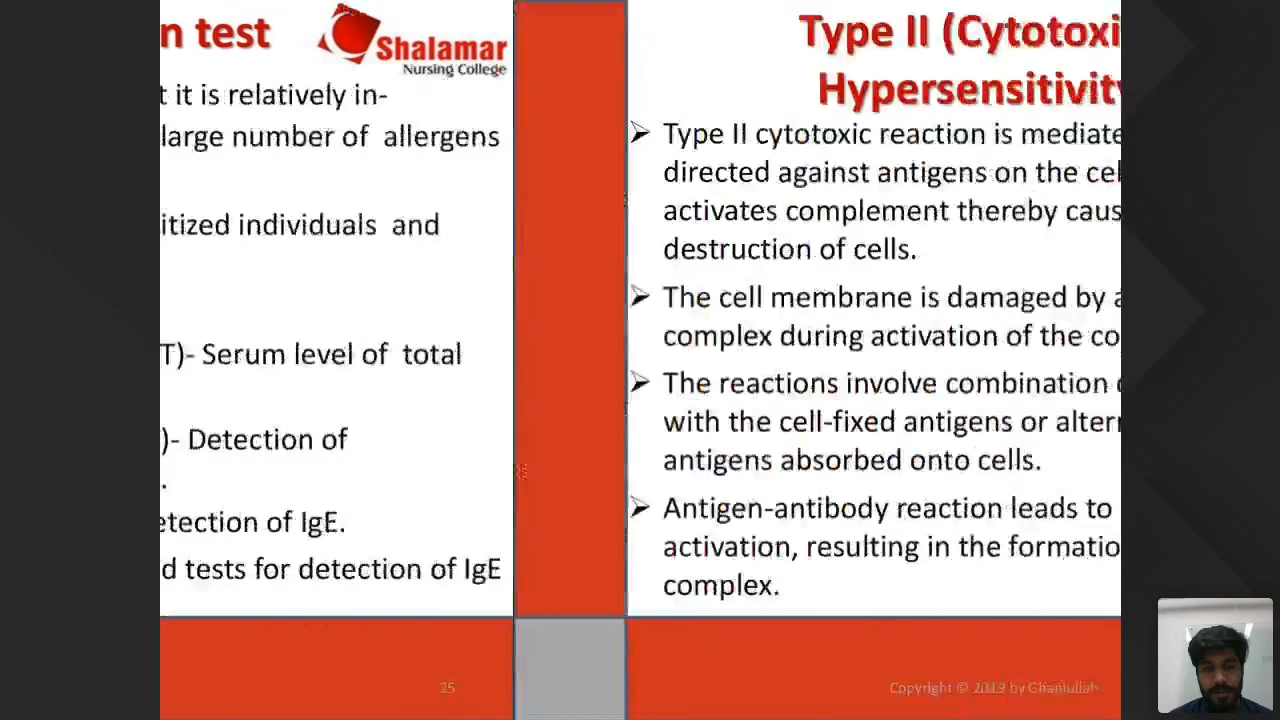 n test
Shalamar
Nursing College
it is relatively in-
large number of allergens
itized individuals and
T)- Serum level of total
)- Detection of
.
etection of IgE.
d tests for detection of IgE
25
Type II (Cytotoxi
Hypersensitivity
➢ Type II cytotoxic reaction is mediate
directed against antigens on the cel
activates complement thereby caus
destruction of cells.
➢ The cell membrane is damaged by a
complex during activation of the co
➢ The reactions involve combination
with the cell-fixed antigens or altern
antigens absorbed onto cells.
➢ Antigen-antibody reaction leads to
activation, resulting in the formatio
complex.
Copyright © 2019 by Ghaniullah